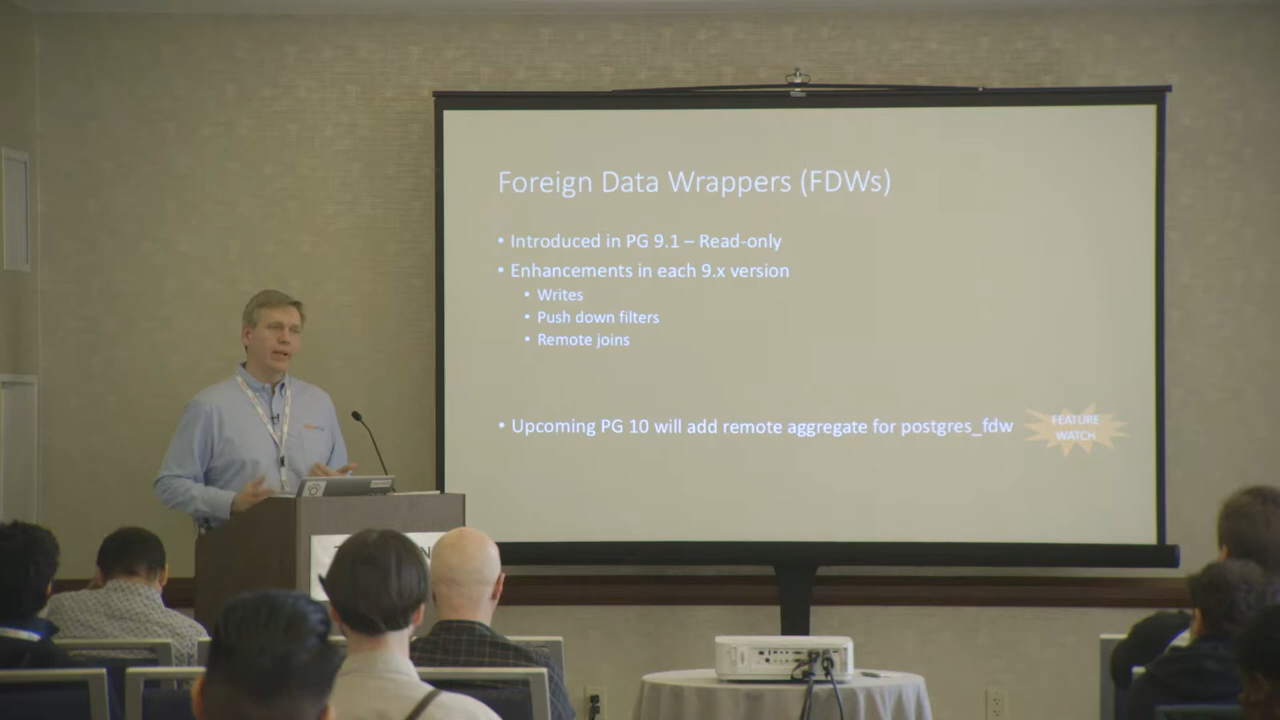 Foreign Data Wrappers (FDWs)
• Introduced in PG 9.1 – Read-only
• Enhancements in each 9.x version
• Writes
• Push down filters
• Remote joins
• Upcoming PG 10 will add remote aggregate for postgres_fdw
FEATURE
WATCH